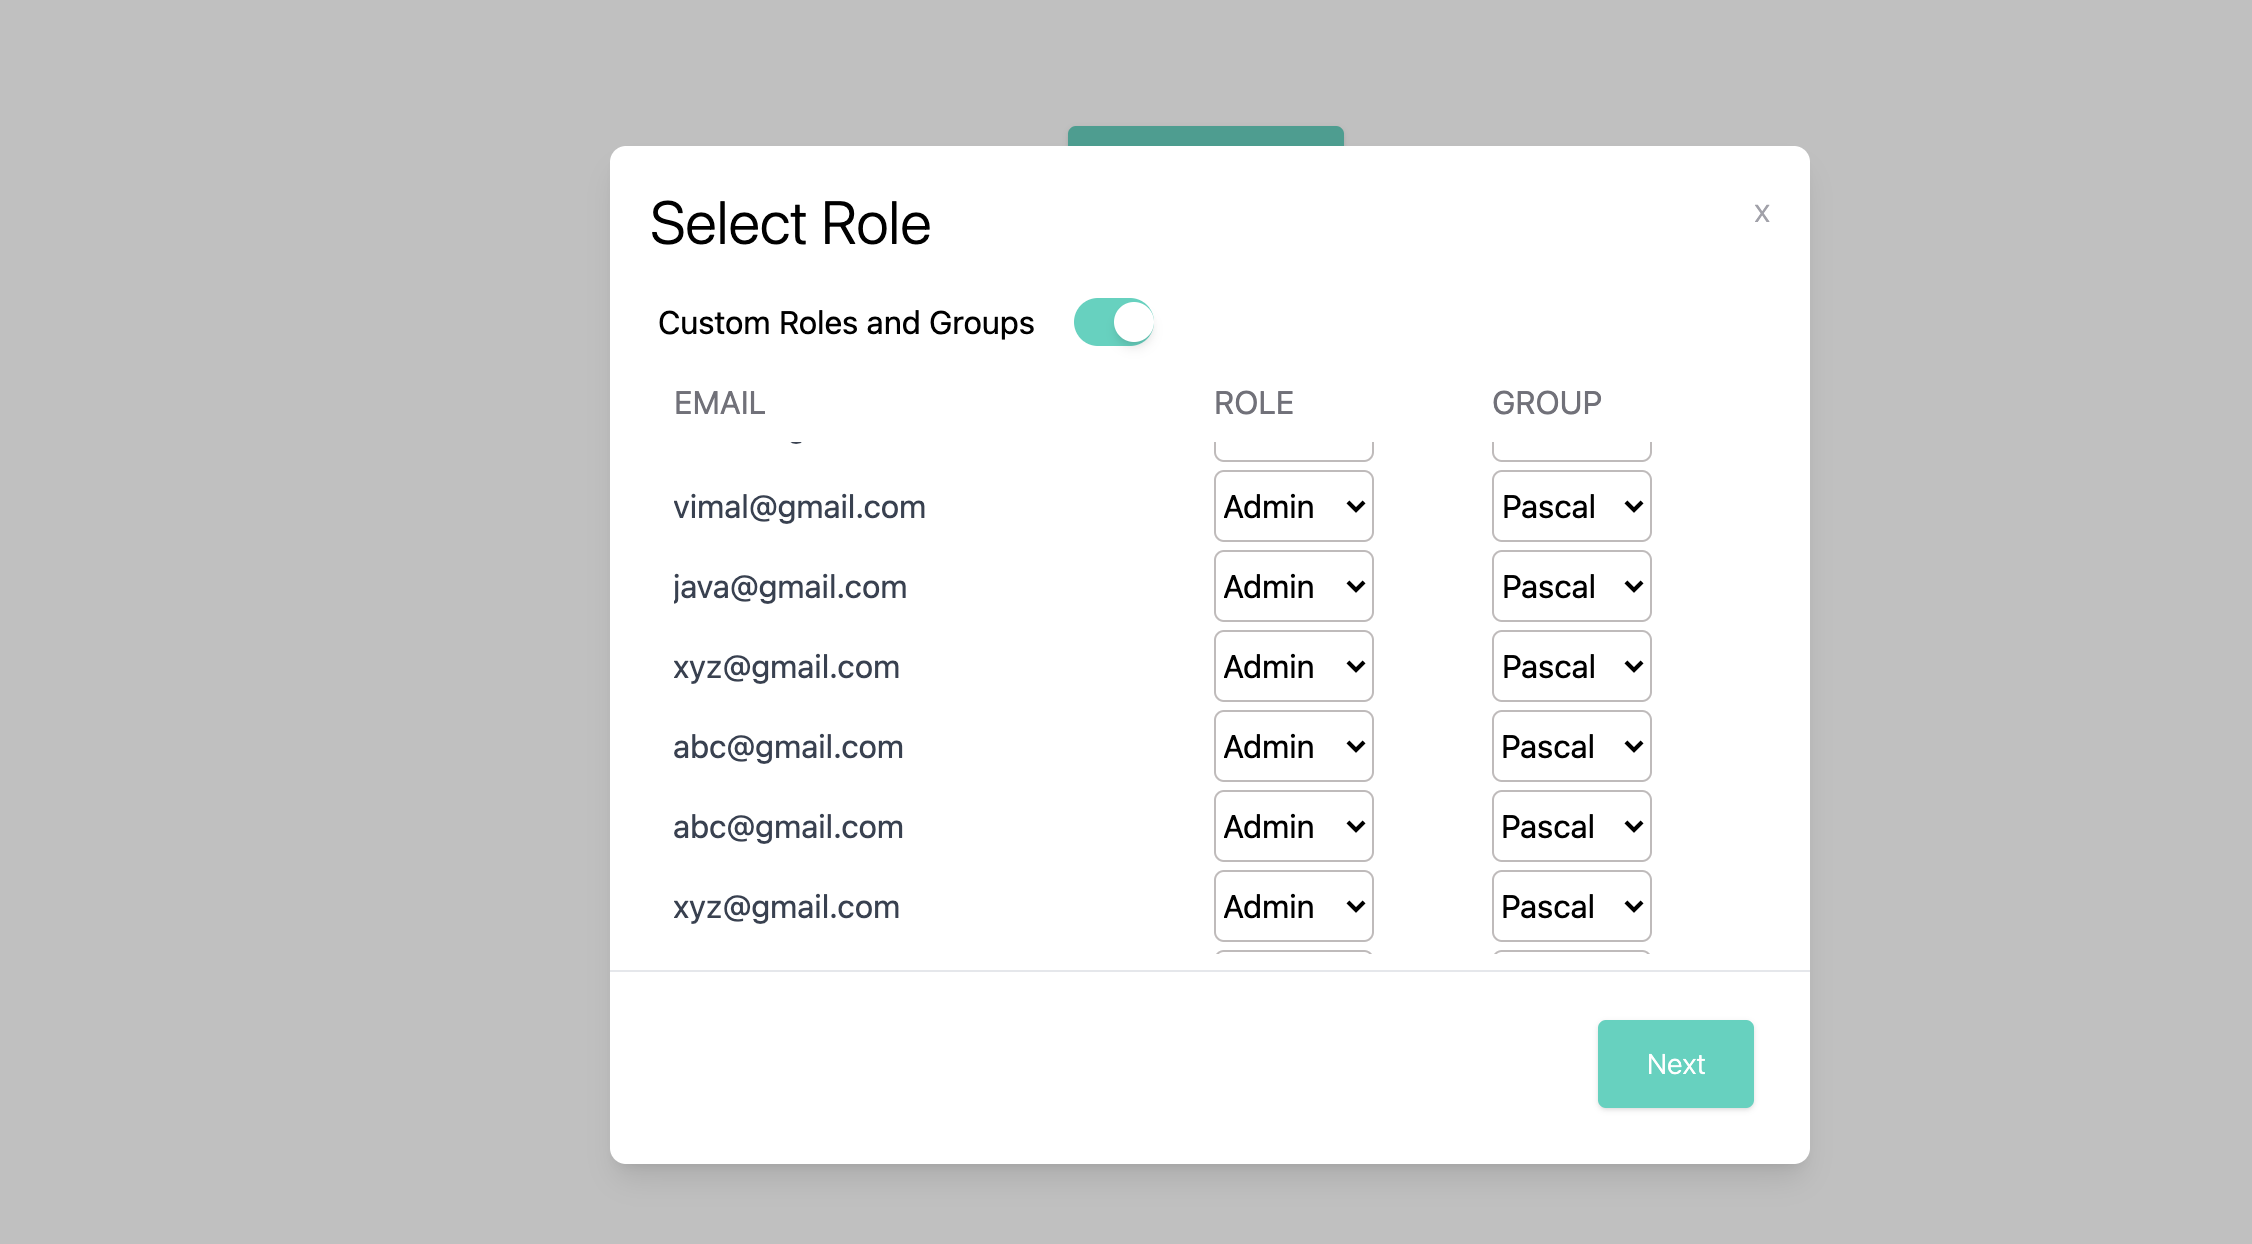 Select Role
x
Custom Roles and Groups
EMAIL ROLE GROUP
vimal@gmail.com Admin Pascal
java@gmail.com Admin Pascal
xyz@gmail.com Admin Pascal
abc@gmail.com Admin Pascal
abc@gmail.com Admin Pascal
xyz@gmail.com Admin Pascal
Next